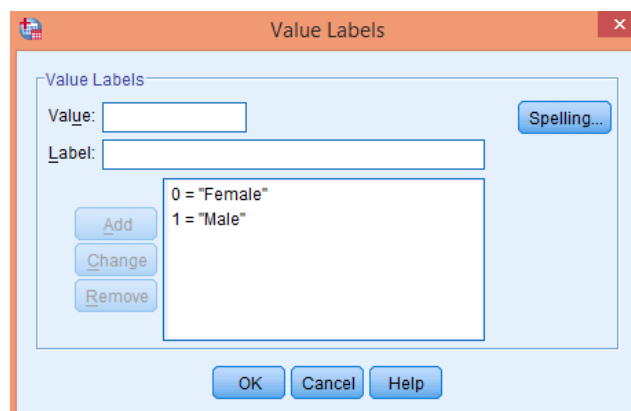 Value Labels
x
Value Labels
Value:
Spelling...
Label:
0 = "Female"
Add
1 = "Male"
Change
Remove
OK Cancel Help